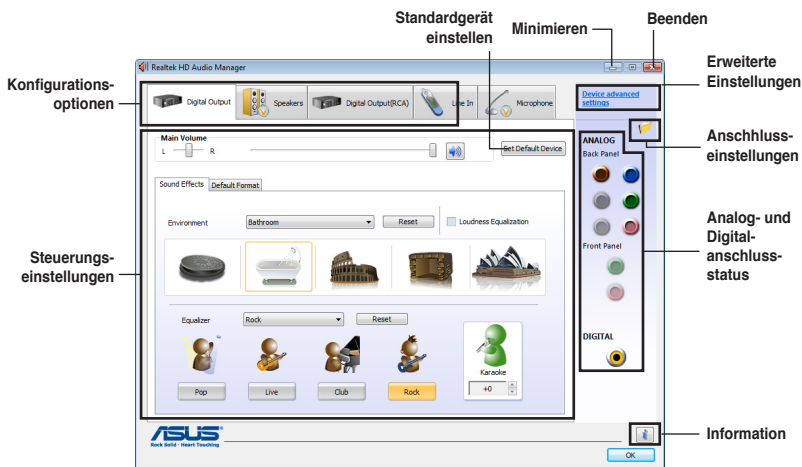 Standardgerät
einstellen
Minimieren
Beenden
Konfigurations-
optionen
Erweiterte
Einstellungen
Realtek HD Audio Manager
Digital Output
Speakers
Digital Output(RCA)
Line In
Microphone
Device advanced
settings
Main Volume
L
R
Set Default Device
ANALOG
Back Panel
Anschhluss-
einstellungen
Sound Effects
Default Format
Environment
Bathroom
Reset
Loudness Equalization
Steuerungs-
einstellungen
Front Panel
Analog- und
Digital-
anschluss-
status
Equalizer
Rock
Reset
DIGITAL
Karaoke
Pop
Live
Club
Rock
+0
ASUS
Rock Solid · Heart Touching
i
Information
OK